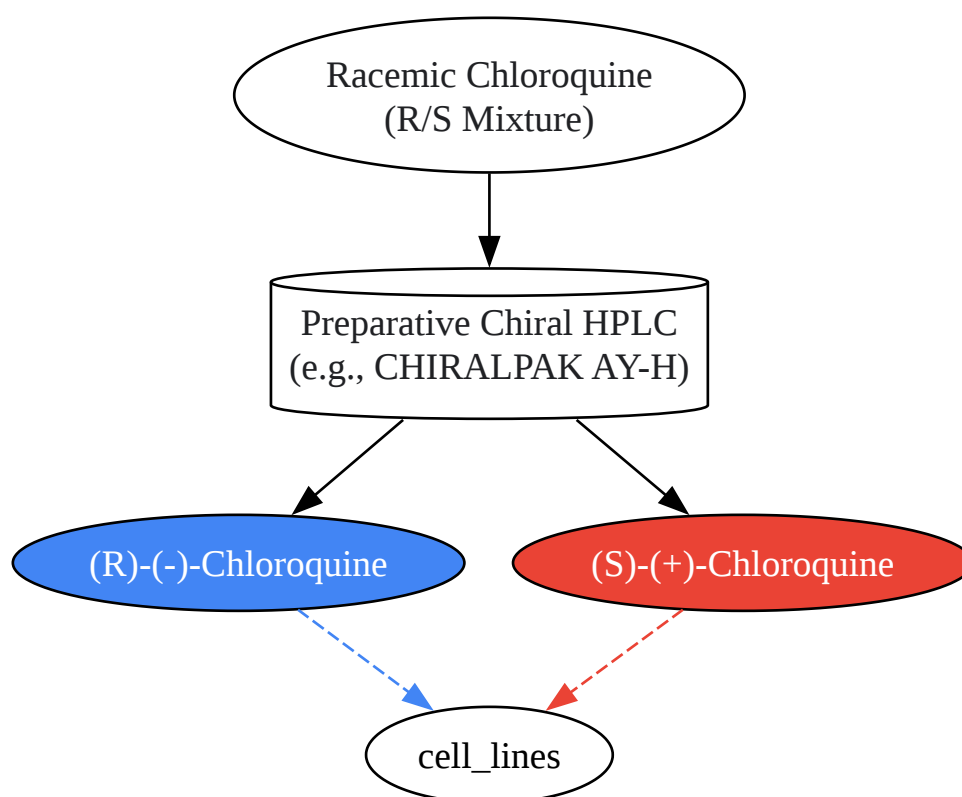 Racemic Chloroquine
(R/S Mixture)
Preparative Chiral HPLC
(e.g., CHIRALPAK AY-H)
(R)-(-)-Chloroquine
(S)-(+)-Chloroquine
cell_lines